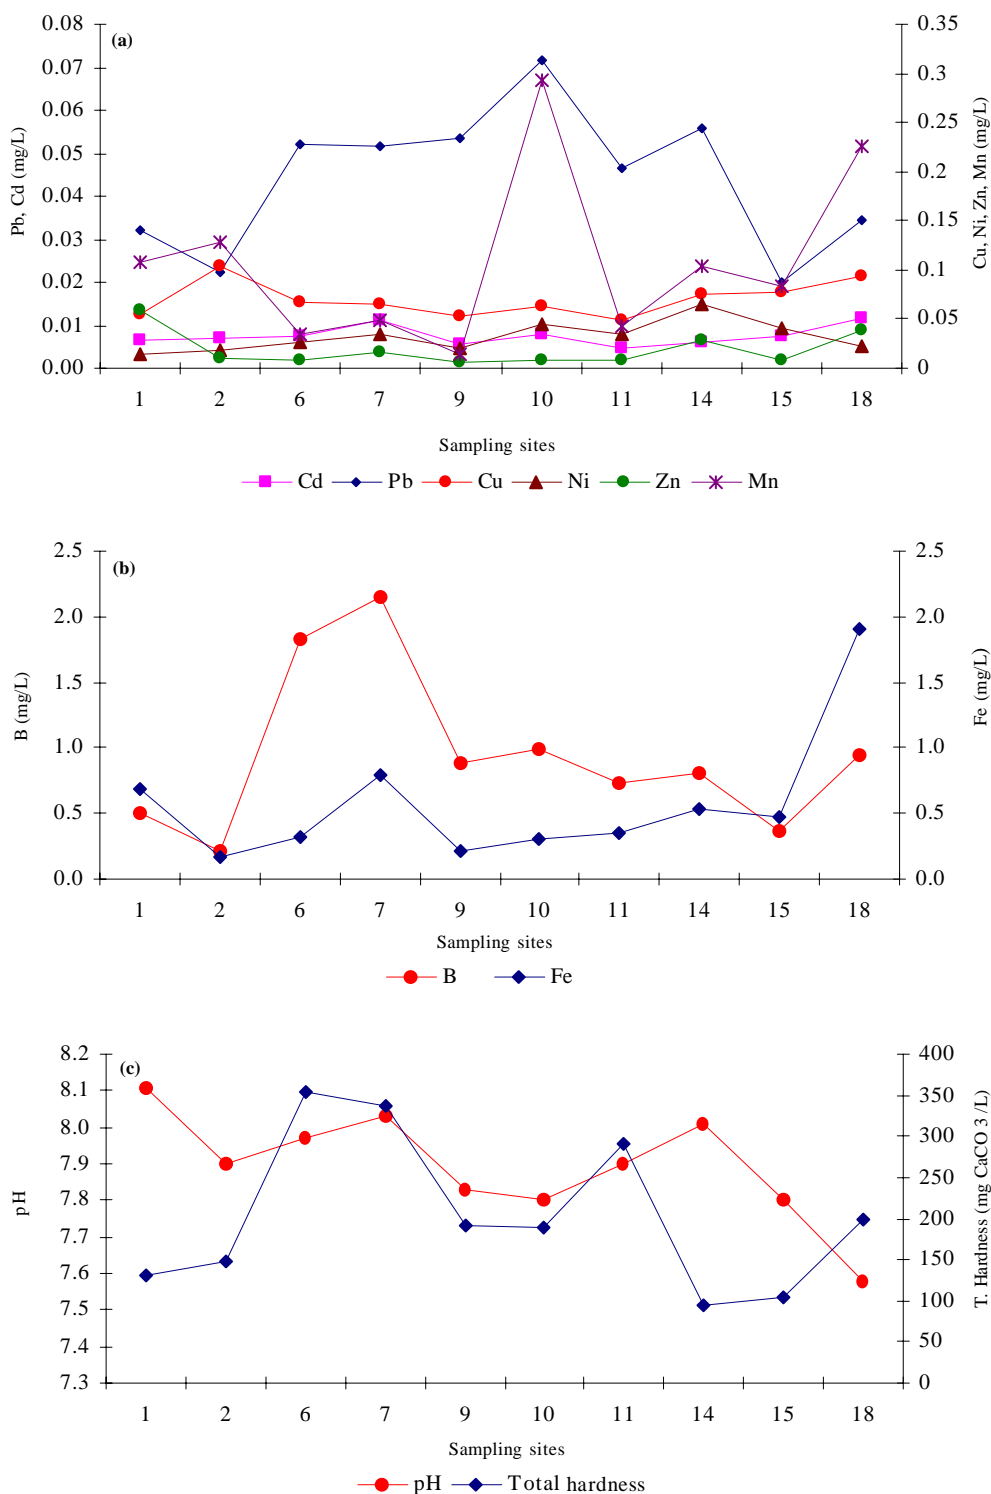 (a)
Pb, Cd (mg/L)
0.08
0.07
0.06
0.05
0.04
0.03
0.02
0.01
0.00
0.35
0.3
0.25
0.2
0.15
0.1
0.05
0
Cu, Ni, Zn, Mn (mg/L)
1 2 6 7 9 10 11 14 15 18
Sampling sites
Cd Pb Cu Ni Zn Mn
(b)
B (mg/L)
2.5
2.0
1.5
1.0
0.5
0.0
2.5
2.0
1.5
1.0
0.5
0.0
Fe (mg/L)
1 2 6 7 9 10 11 14 15 18
Sampling sites
B Fe
(c)
pH
8.2
8.1
8.0
7.9
7.8
7.7
7.6
7.5
7.4
7.3
400
350
300
250
200
150
100
50
0
T. Hardness (mg CaCO 3 /L)
1 2 6 7 9 10 11 14 15 18
Sampling sites
pH Total hardness